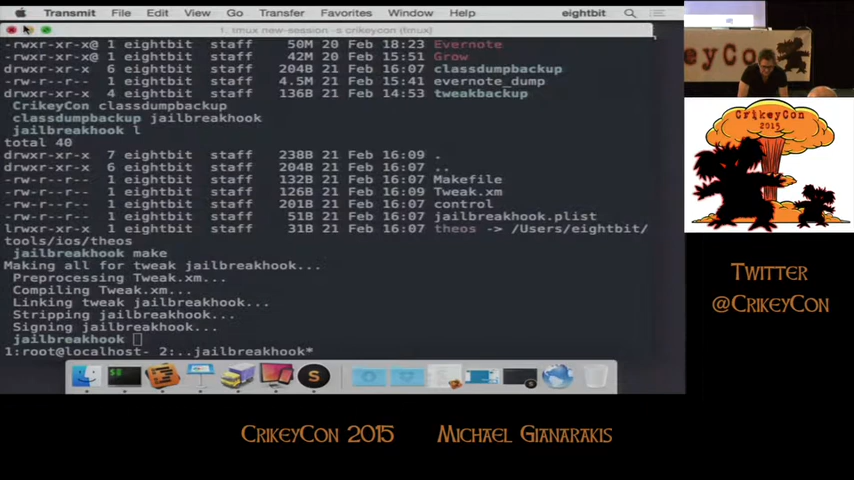 Transmit File Edit View Go Transfer Favorites Window Help eightbit
1. tmux new-session -s crikeycon (tmux)
-rwxr-xr-x@ 1 eightbit staff 50M 20 Feb 18:23 Evernote
-rwxr-xr-x@ 1 eightbit staff 42M 20 Feb 15:51 Grow
drwxr-xr-x 6 eightbit staff 204B 21 Feb 16:07 classdumpbackup
-rw-r--r-- 1 eightbit staff 4.5M 21 Feb 15:41 evernote_dump
drwxr-xr-x 4 eightbit staff 136B 21 Feb 14:53 tweakbackup
CrikeyCon classdumpbackup
classdumpbackup jailbreakhook
jailbreakhook l
total 40
drwxr-xr-x 7 eightbit staff 238B 21 Feb 16:09 .
drwxr-xr-x 6 eightbit staff 204B 21 Feb 16:07 ..
-rw-r--r-- 1 eightbit staff 132B 21 Feb 16:07 Makefile
-rw-r--r-- 1 eightbit staff 126B 21 Feb 16:09 Tweak.xm
-rw-r--r-- 1 eightbit staff 201B 21 Feb 16:07 control
-rw-r--r-- 1 eightbit staff 51B 21 Feb 16:07 jailbreakhook.plist
lrwxr-xr-x 1 eightbit staff 31B 21 Feb 16:07 theos -> /Users/eightbit/
tools/ios/theos
jailbreakhook make
Making all for tweak jailbreakhook...
Preprocessing Tweak.xm...
Compiling Tweak.xm...
Linking tweak jailbreakhook...
Stripping jailbreakhook...
Signing jailbreakhook...
jailbreakhook
1:root@localhost- 2:..jailbreakhook*
CrikeyCon
2015
Twitter
@CrikeyCon
CrikeyCon 2015 Michael Gianarakis